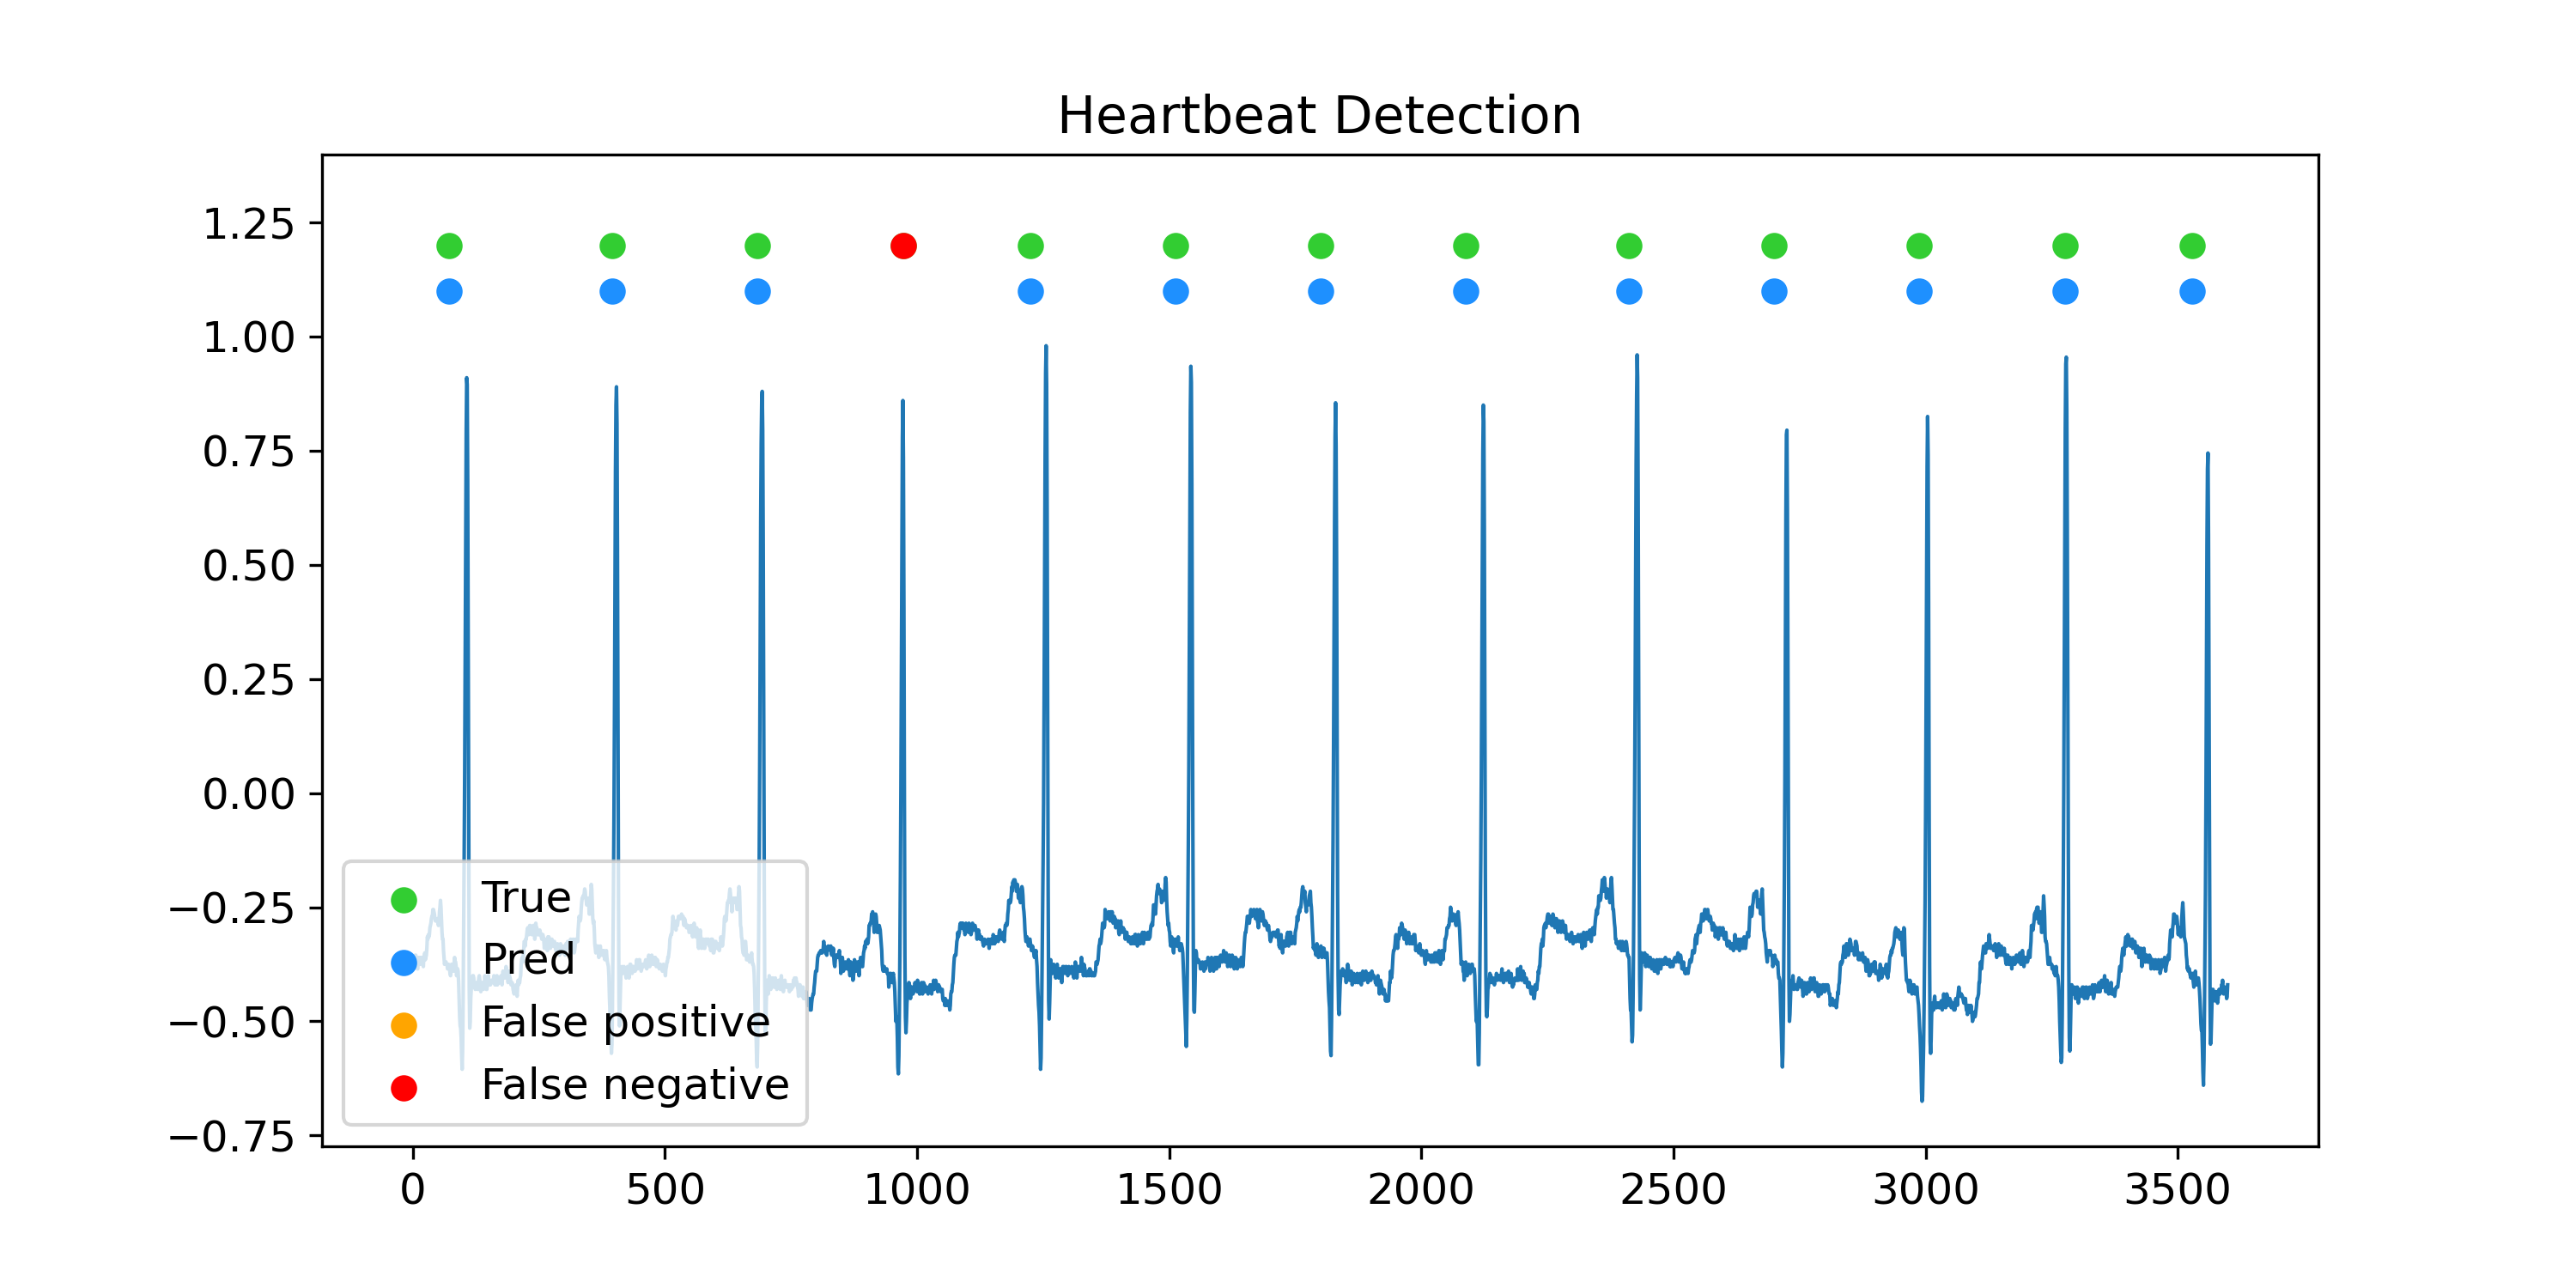 Heartbeat Detection
1.25
1.00
0.75
0.50
0.25
0.00
−0.25
−0.50
−0.75
True
Pred
False positive
False negative
0 500 1000 1500 2000 2500 3000 3500